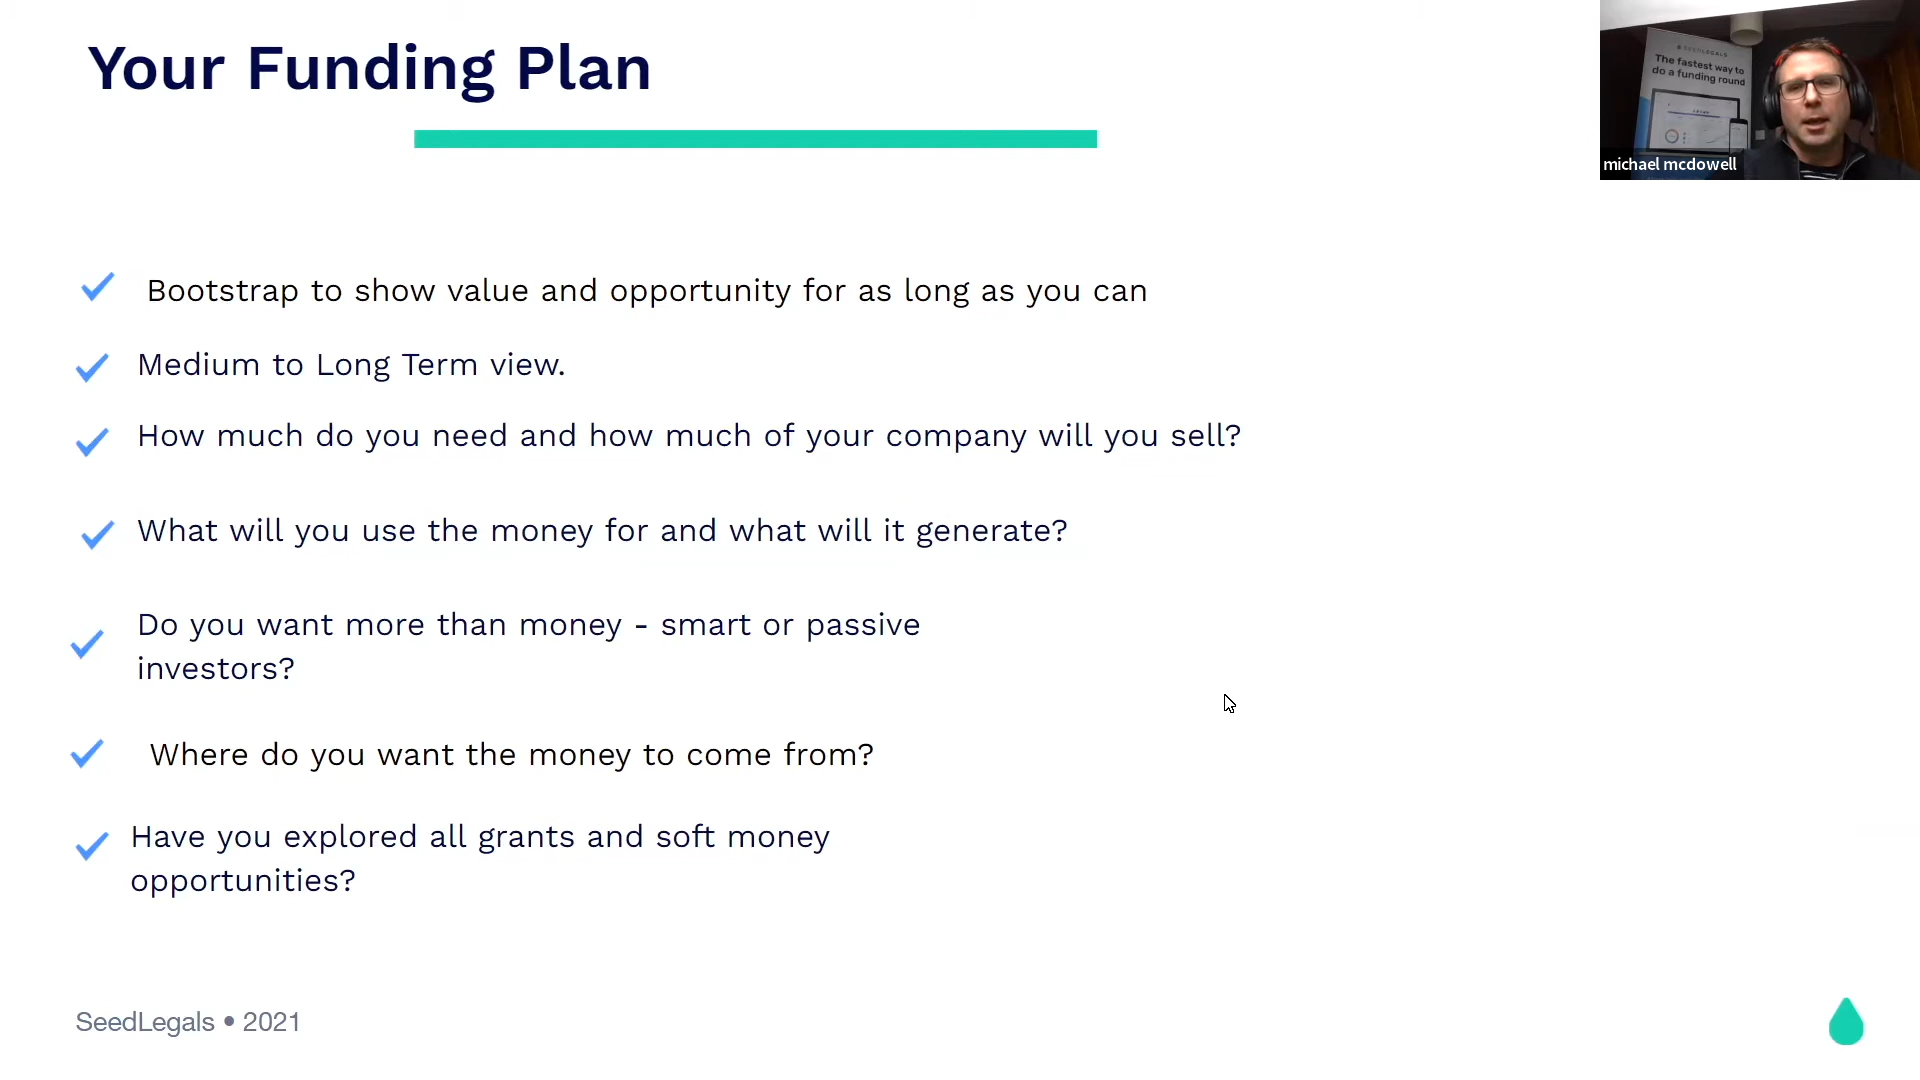 Your Funding Plan
SEEDLEGALS
The fastest way to
do a funding round
michael mcdowell
Bootstrap to show value and opportunity for as long as you can
Medium to Long Term view.
How much do you need and how much of your company will you sell?
What will you use the money for and what will it generate?
Do you want more than money - smart or passive
investors?
Where do you want the money to come from?
Have you explored all grants and soft money
opportunities?
SeedLegals • 2021